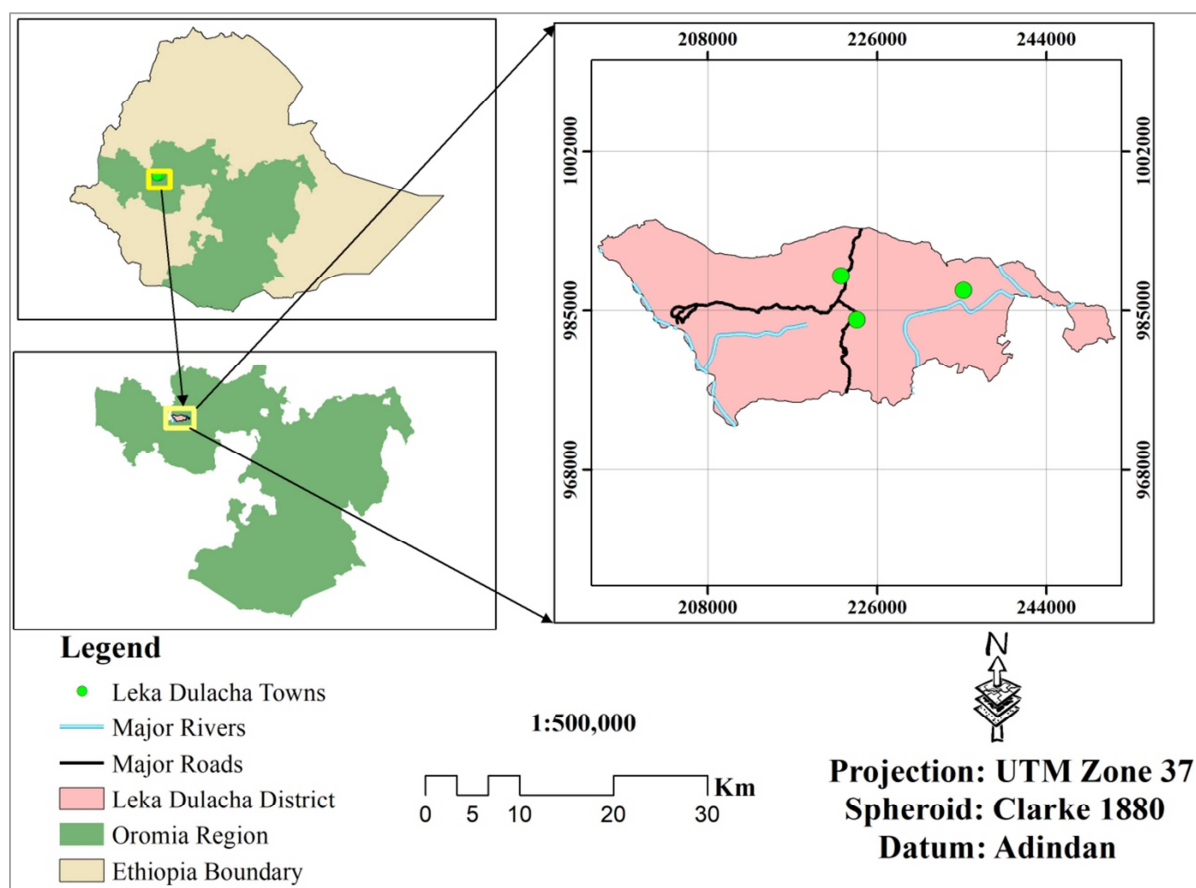 208000 226000 244000
1002000 1002000
985000 985000
968000 968000
208000 226000 244000
Legend
Leka Dulacha Towns
Major Rivers
Major Roads
Leka Dulacha District
Oromia Region
Ethiopia Boundary
1:500,000
Km
0 5 10 20 30
N
Projection: UTM Zone 37
Spheroid: Clarke 1880
Datum: Adindan